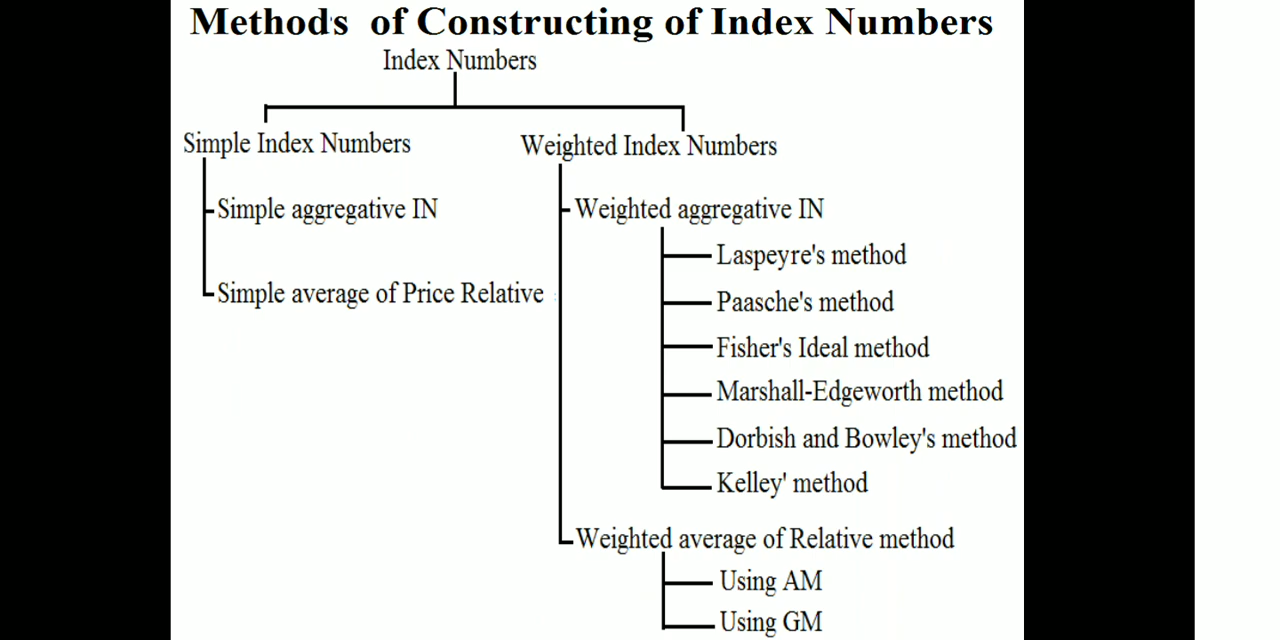 Methods of Constructing of Index Numbers
Index Numbers
Simple Index Numbers
Simple aggregative IN
Simple average of Price Relative
Weighted Index Numbers
Weighted aggregative IN
Laspeyre's method
Paasche's method
Fisher's Ideal method
Marshall-Edgeworth method
Dorbish and Bowley's method
Kelley' method
Weighted average of Relative method
Using AM
Using GM